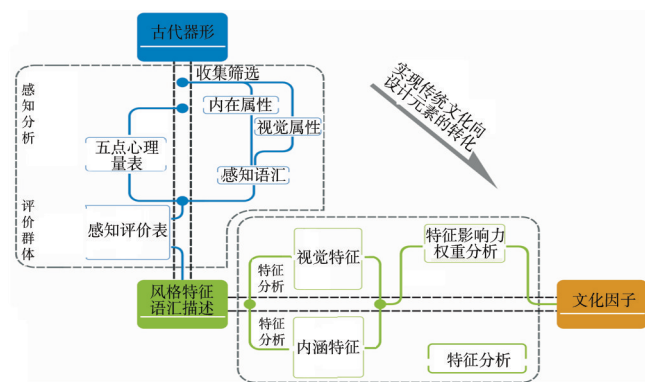 古代器形
收集筛选
内在属性
视觉属性
感知语汇
五点心理
量表
感知评价表
感知分析
评价群体
实现传统文化向
设计元素的转化
风格特征
语汇描述
特征
分析
特征
分析
视觉特征
内涵特征
特征影响力
权重分析
特征分析
文化因子